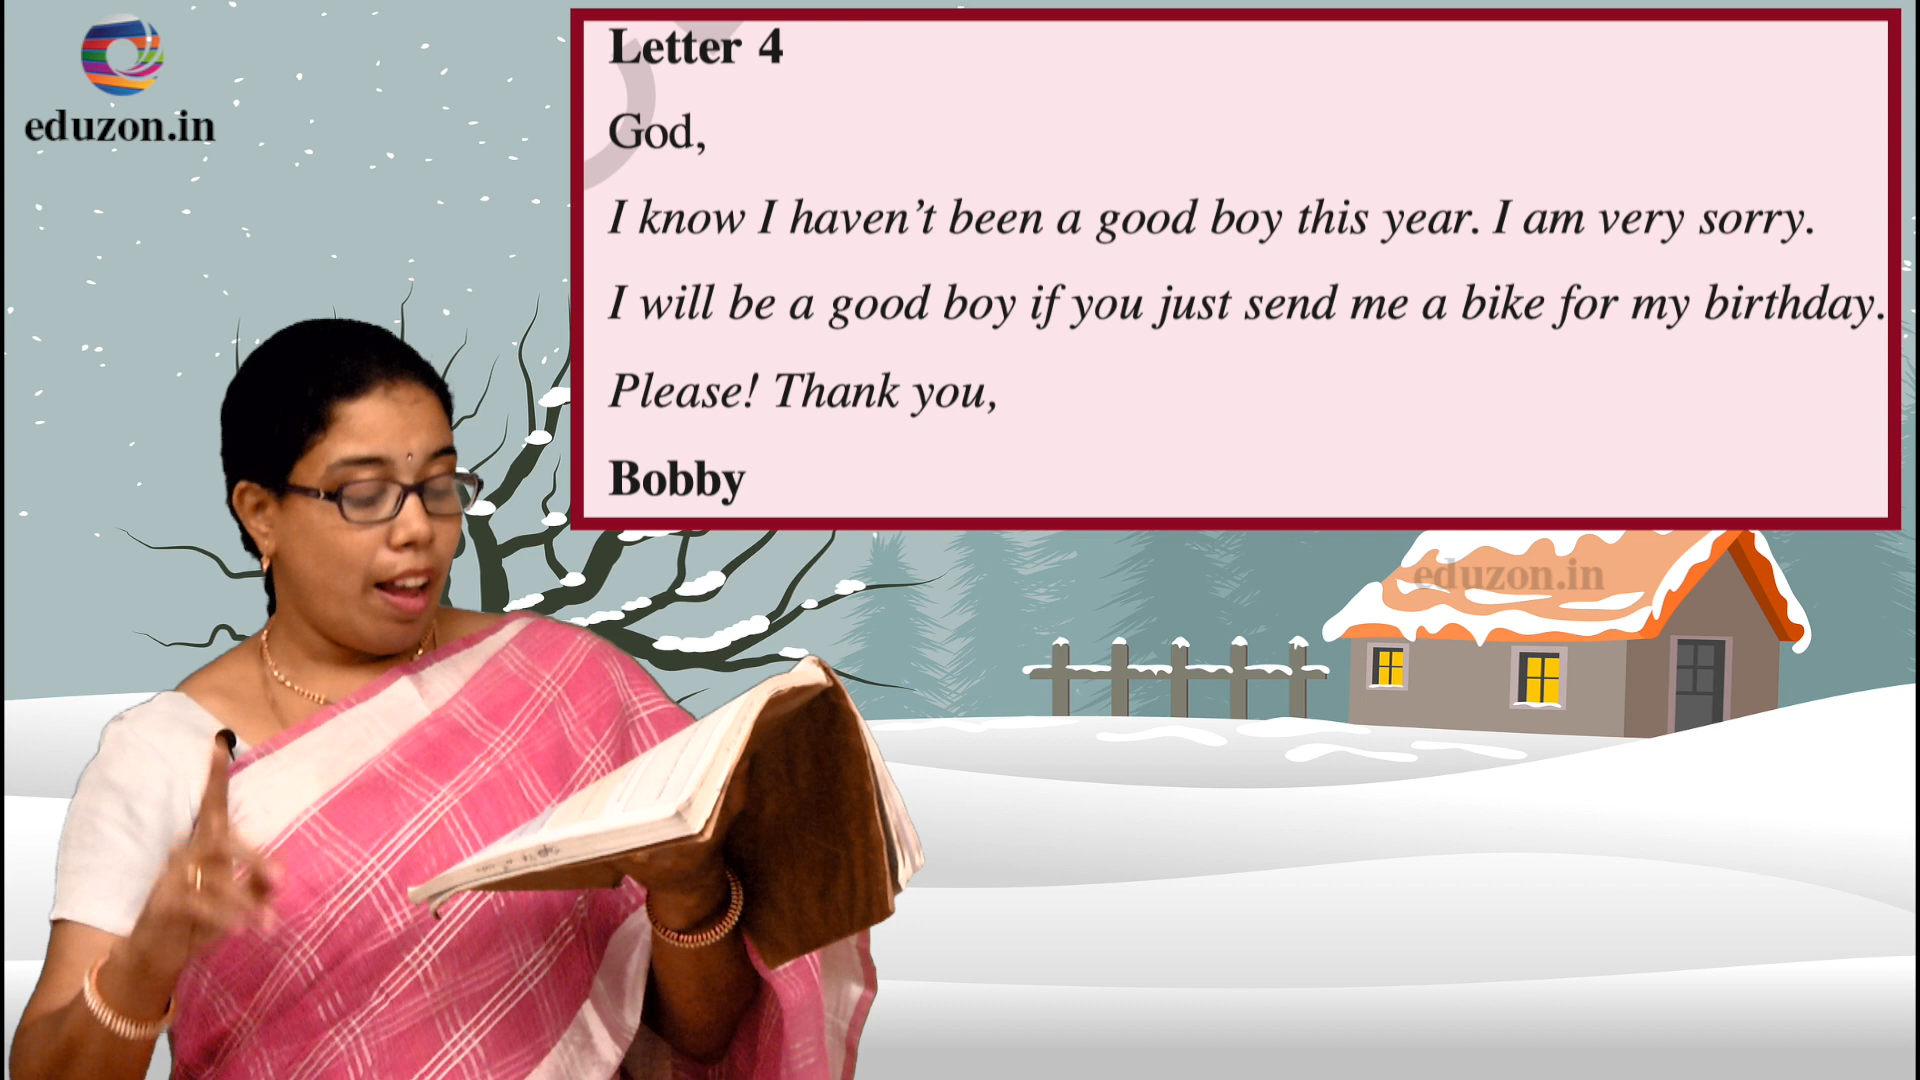 eduzon.in
Letter 4
God,
I know I haven’t been a good boy this year. I am very sorry.
I will be a good boy if you just send me a bike for my birthday.
Please! Thank you,
Bobby
eduzon.in